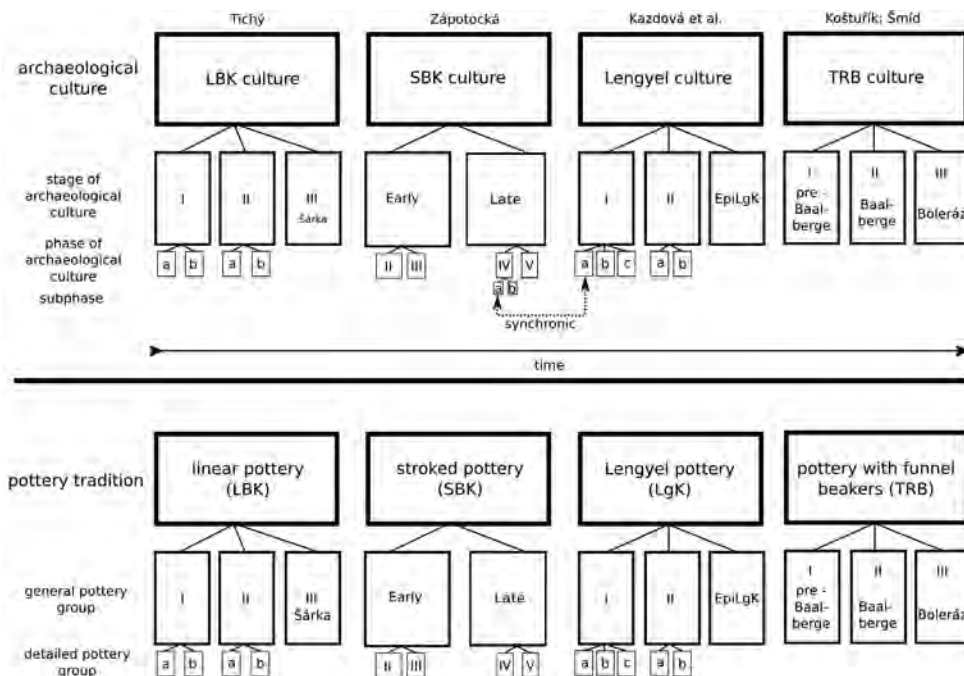 Tichý Zápotocká Kazdová et al. Koštuřík; Šmíd
archaeological
culture
LBK culture SBK culture Lengyel culture TRB culture
stage of
archaeological
culture
I II III
Šárka
Early Late
I II EpiLgK
I
pre -
Baal-
berge
II
Baal-
berge
III
Boleráz
phase of
archaeological
culture
a b a b II III IV V a b c a b
subphase
a b
synchronic
time
pottery tradition
linear pottery
(LBK)
stroked pottery
(SBK)
Lengyel pottery
(LgK)
pottery with funnel
beakers (TRB)
general pottery
group
I II III
Šárka
Early Late
I II EpiLgK
I
pre -
Baal-
berge
II
Baal-
berge
III
Boleráz
detailed pottery
group
a b a b II III IV V a b c a b